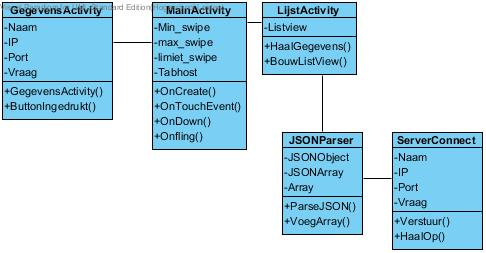 GegevensActivity
-Naam
-IP
-Port
-Vraag
+GegevensActivity()
+ButtonIngedrukt()
MainActivity
-Min_swipe
-max_swipe
-limiet_swipe
-Tabhost
+OnCreate()
+OnTouchEvent()
+OnDown()
+Onfling()
LijstActivity
-Listview
+HaalGegevens()
+BouwListView()
JSONParser
-JSONObject
-JSONArray
-Array
+ParseJSON()
+VoegArray()
ServerConnect
-Naam
-IP
-Port
-Vraag
+Verstuur()
+HaalOp()